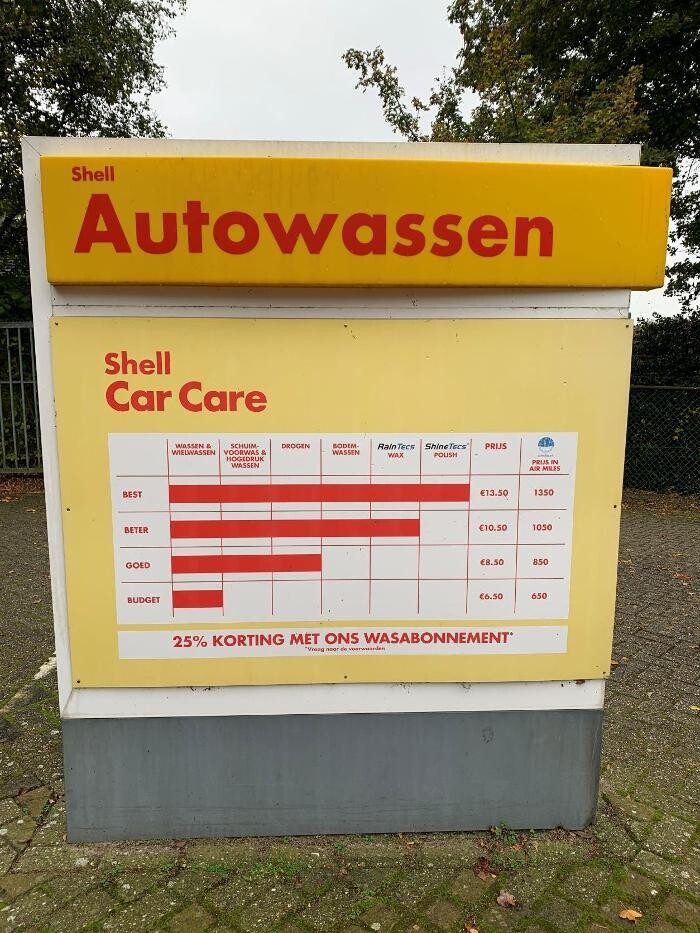 Shell
Autowassen
Shell
Car Care
WASSEN & WIELWASSEN
SCHUIM-VOORWAS & HOGEDRUK WASSEN
DROGEN
BODEM-WASSEN
RainTecs WAX
ShineTecs® POLISH
PRIJS
PRIJS IN AIR MILES
BEST €13.50 1350
BETER €10.50 1050
GOED €8.50 850
BUDGET €6.50 650
25% KORTING MET ONS WASABONNEMENT*
*Vraag naar de voorwaarden